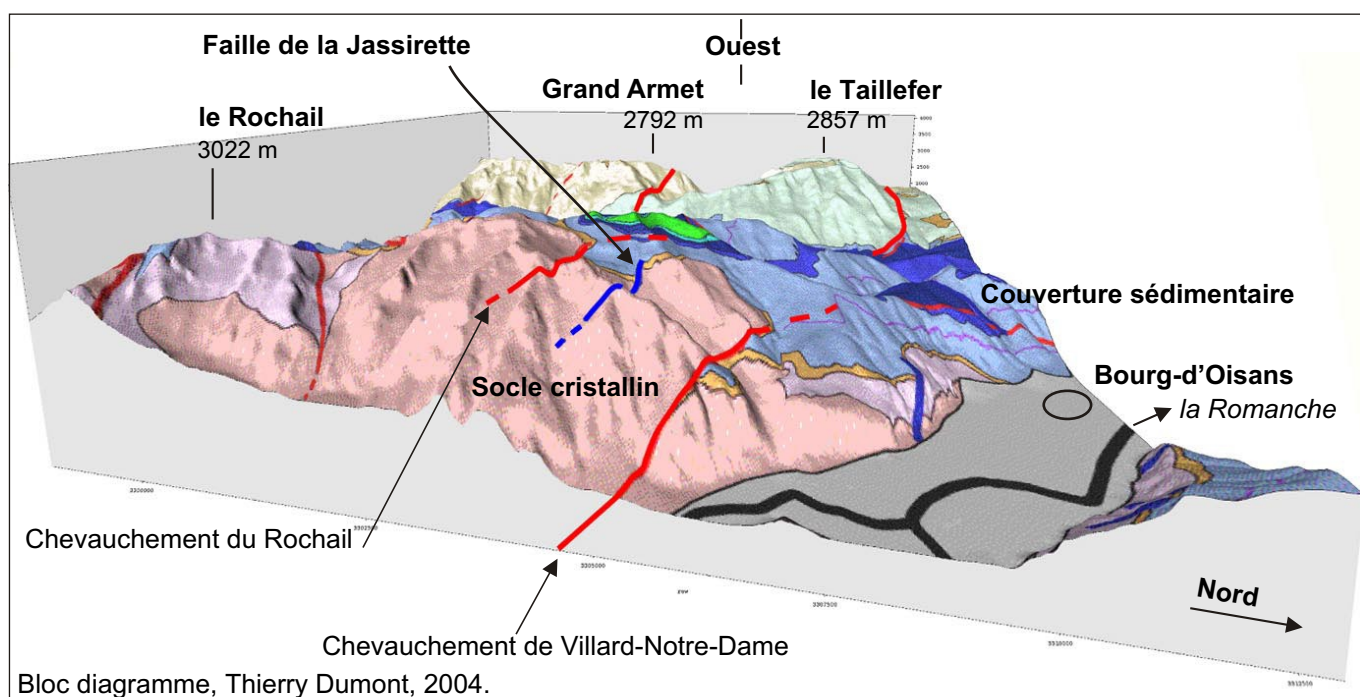 Faille de la Jassirette
Ouest
Grand Armet
2792 m
le Taillefer
2857 m
le Rochail
3022 m
Couverture sédimentaire
Socle cristallin
Bourg-d'Oisans
la Romanche
Chevauchement du Rochail
Nord
Chevauchement de Villard-Notre-Dame
Bloc diagramme, Thierry Dumont, 2004.